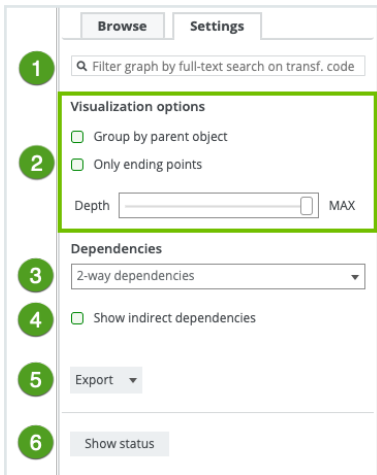 Browse Settings
1 Filter graph by full-text search on transf. code
Visualization options
Group by parent object
2 Only ending points
Depth MAX
Dependencies
3 2-way dependencies
4 Show indirect dependencies
5 Export
6 Show status